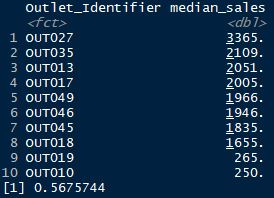 Outlet_Identifier median_sales
<fct> <dbl>
1 OUT027 3365.
2 OUT035 2109.
3 OUT013 2051.
4 OUT017 2005.
5 OUT049 1966.
6 OUT046 1946.
7 OUT045 1835.
8 OUT018 1655.
9 OUT019 265.
10 OUT010 250.
[1] 0.5675744